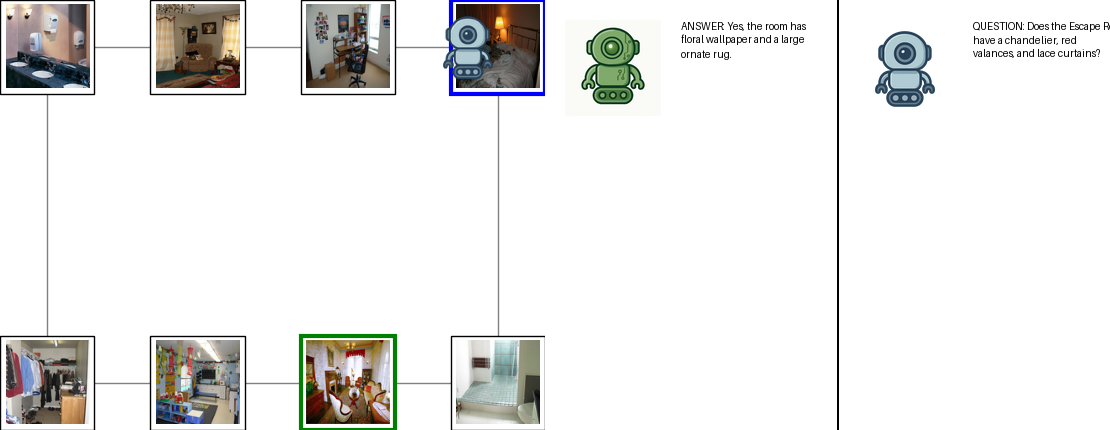 ANSWER: Yes, the room has
floral wallpaper and a large
ornate rug.
QUESTION: Does the Escape
have a chandelier, red
valances, and lace curtains?